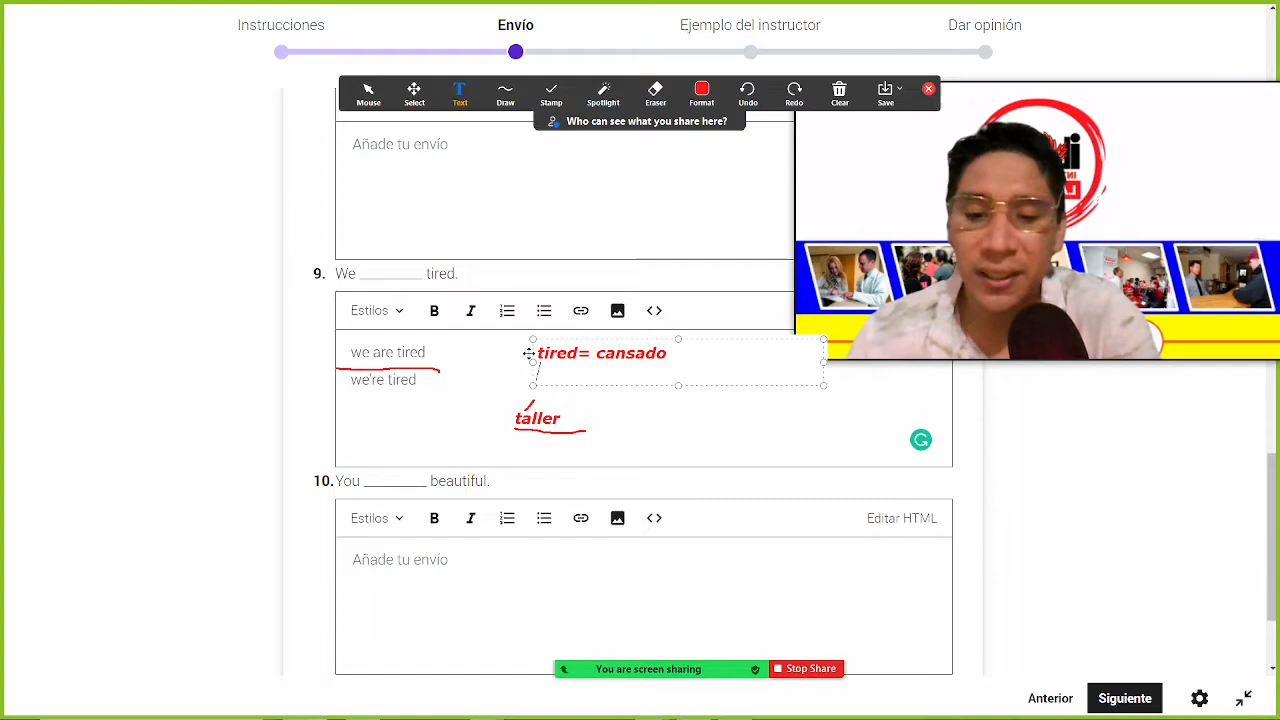 Instrucciones
Envío
Ejemplo del instructor
Dar opinión
Mouse
Select
Text
Draw
Stamp
Spotlight
Eraser
Format
Undo
Redo
Clear
Save
Who can see what you share here?
Añade tu envío
9. We ________ tired.
Estilos
B
I
we are tired
we're tired
tired= cansado
taller
10. You ________ beautiful.
Estilos
B
I
Editar HTML
Añade tu envío
You are screen sharing
Stop Share
Anterior
Siguiente